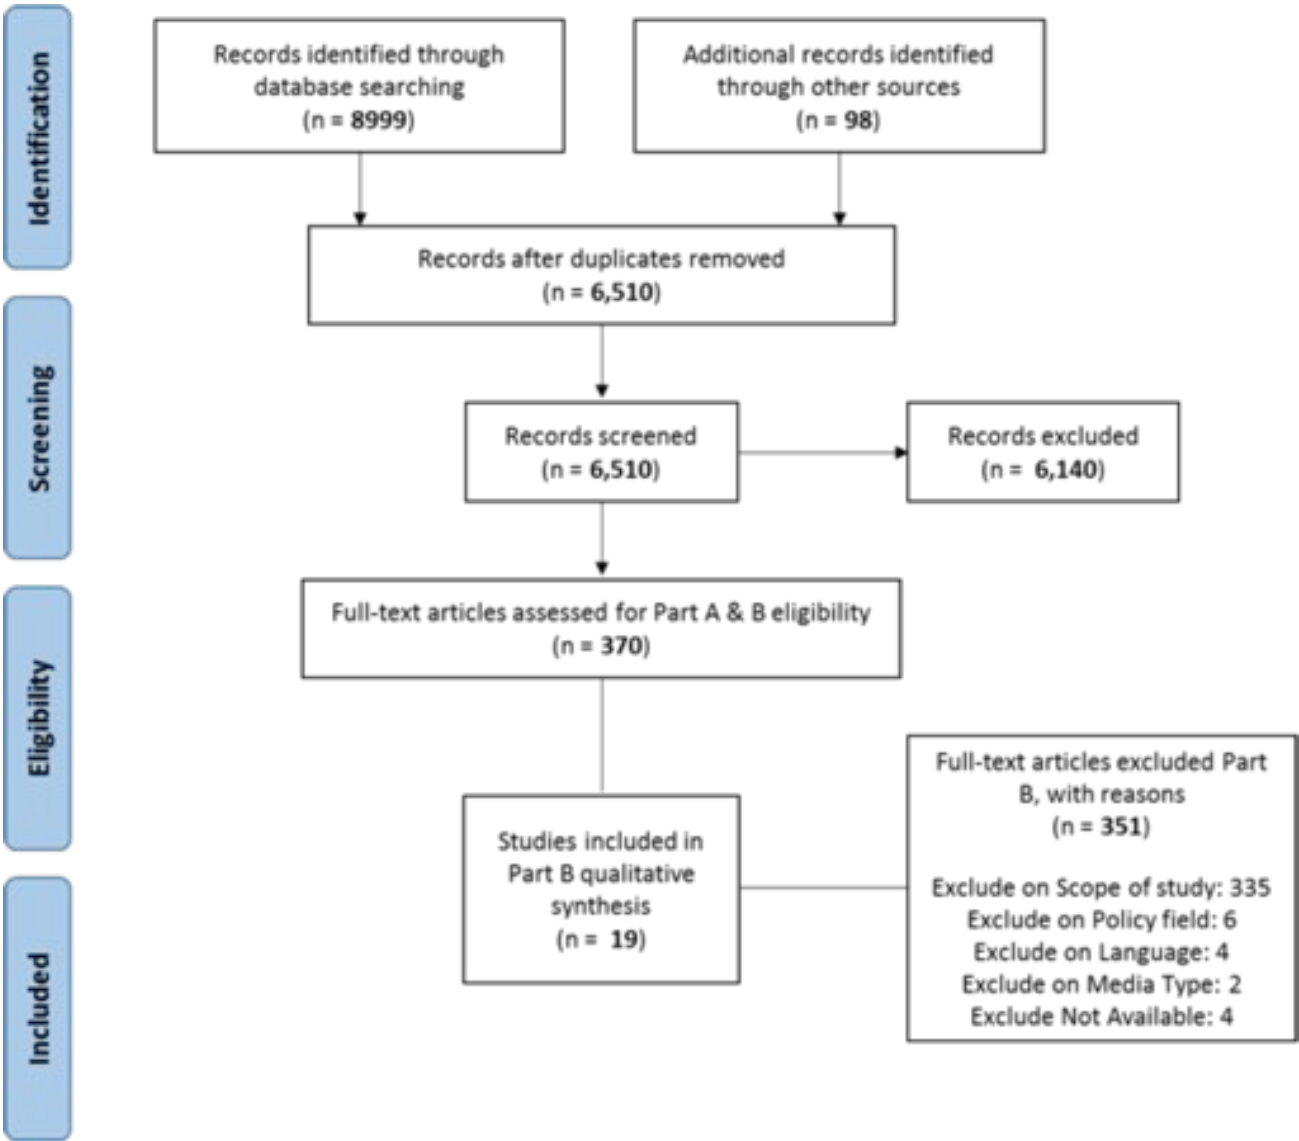 Identification
Records identified through
database searching
(n = 8999)
Additional records identified
through other sources
(n = 98)
Records after duplicates removed
(n = 6,510)
Screening
Records screened
(n = 6,510)
Records excluded
(n = 6,140)
Eligibility
Full-text articles assessed for Part A & B eligibility
(n = 370)
Full-text articles excluded Part
B, with reasons
(n = 351)
Exclude on Scope of study: 335
Exclude on Policy field: 6
Exclude on Language: 4
Exclude on Media Type: 2
Exclude Not Available: 4
Included
Studies included in
Part B qualitative
synthesis
(n = 19)